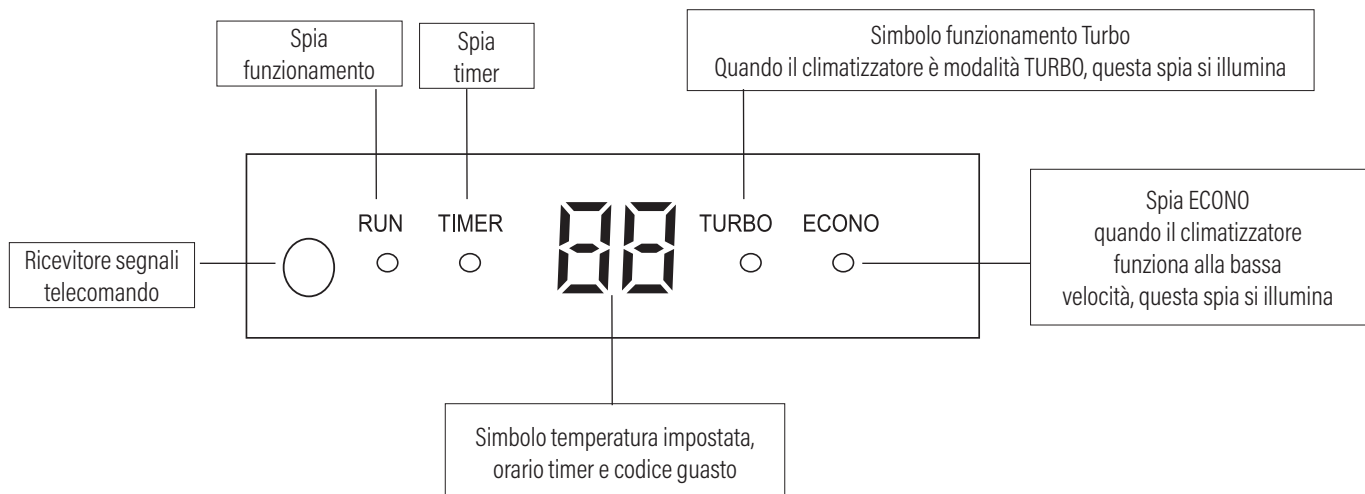 Spia
funzionamento
Spia
timer
Simbolo funzionamento Turbo
Quando il climatizzatore è modalità TURBO, questa spia si illumina
RUN
TIMER
88
TURBO
ECONO
Ricevitore segnali
telecomando
Spia ECONO
quando il climatizzatore
funziona alla bassa
velocità, questa spia si illumina
Simbolo temperatura impostata,
orario timer e codice guasto